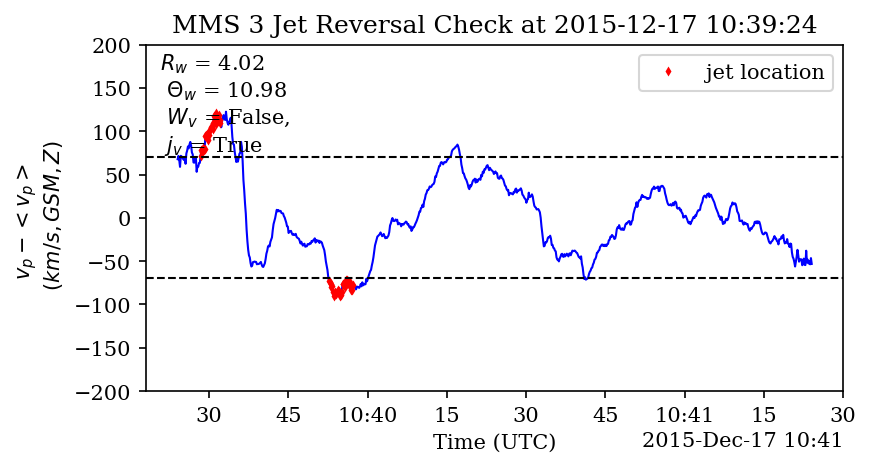 MMS 3 Jet Reversal Check at 2015-12-17 10:39:24
200
150
100
50
0
−50
−100
−150
−200
v_p − <v_p>
(km/s, GSM, Z)
R_w = 4.02
Θ_w = 10.98
W_v = False,
j_v = True
jet location
30 45 10:40 15 30 45 10:41 15 30
Time (UTC)
2015-Dec-17 10:41